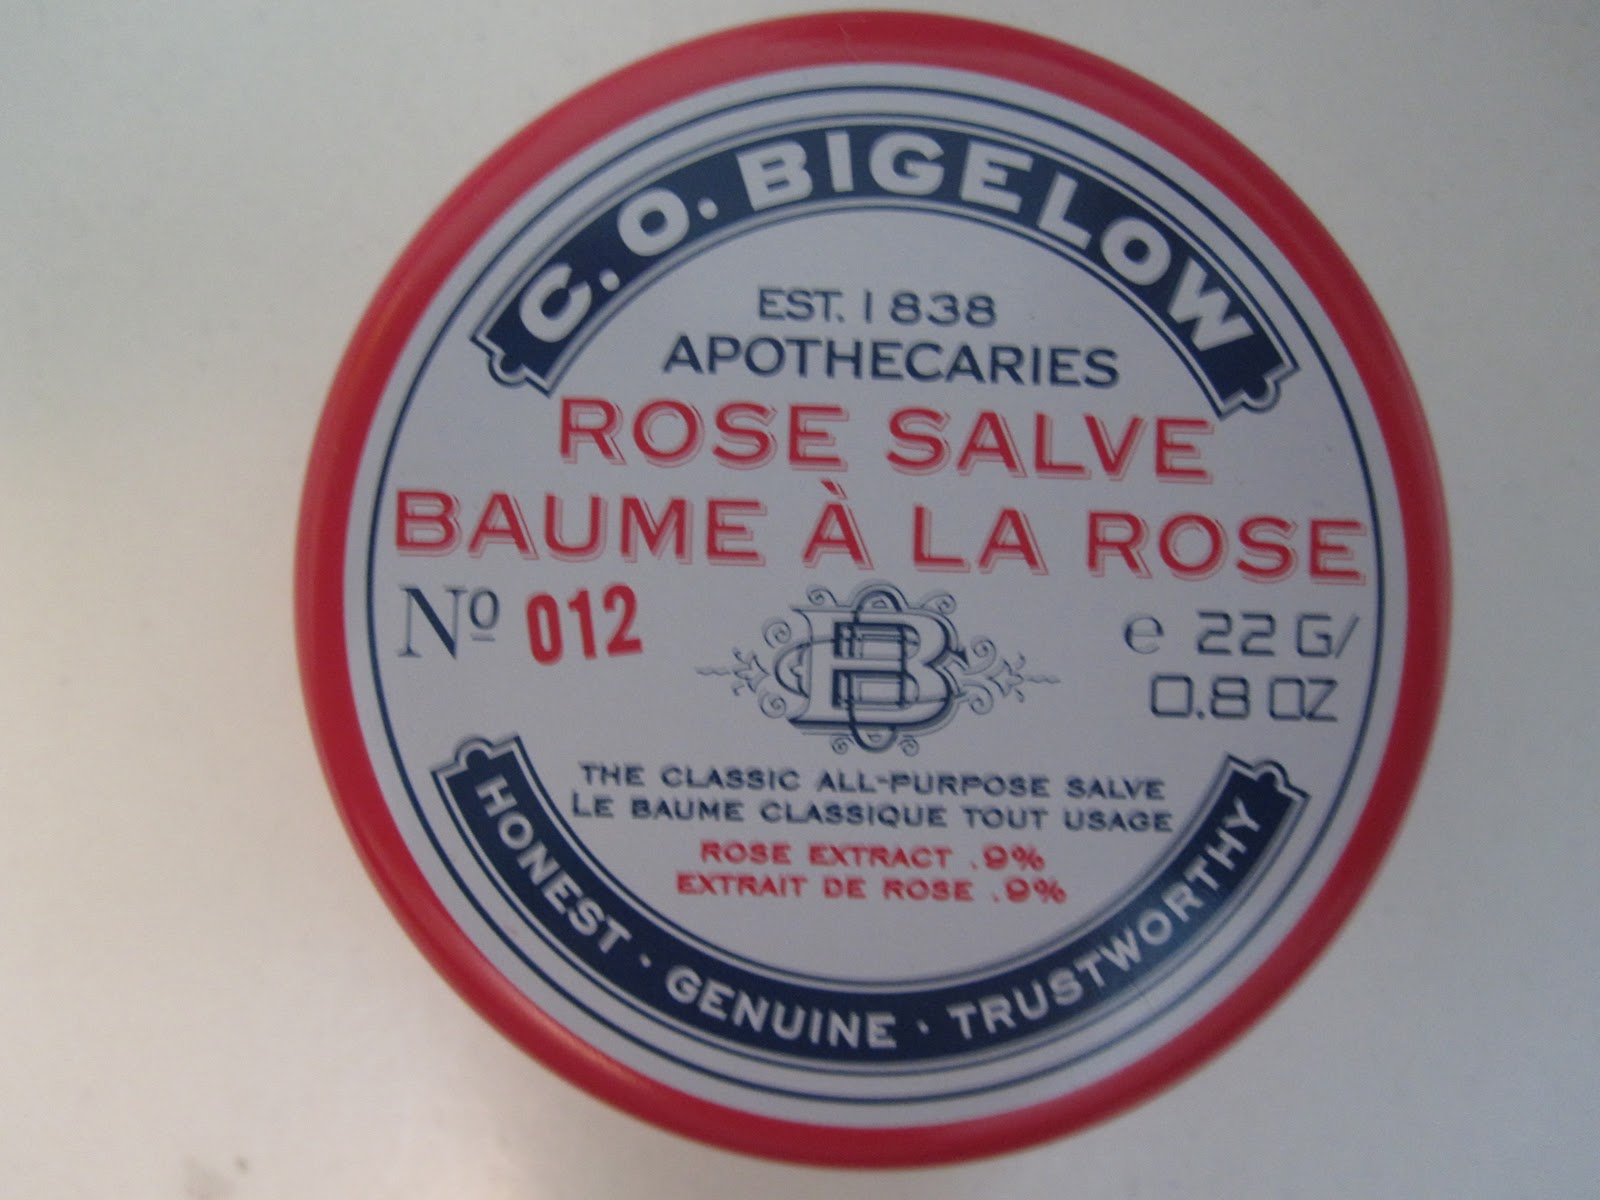 C. O. BIGELOW
EST. 1838
APOTHECARIES
ROSE SALVE
BAUME À LA ROSE
Nº 012
℮ 22 G/
0.8 OZ
THE CLASSIC ALL-PURPOSE SALVE
LE BAUME CLASSIQUE TOUT USAGE
ROSE EXTRACT .9%
EXTRAIT DE ROSE .9%
HONEST · GENUINE · TRUSTWORTHY